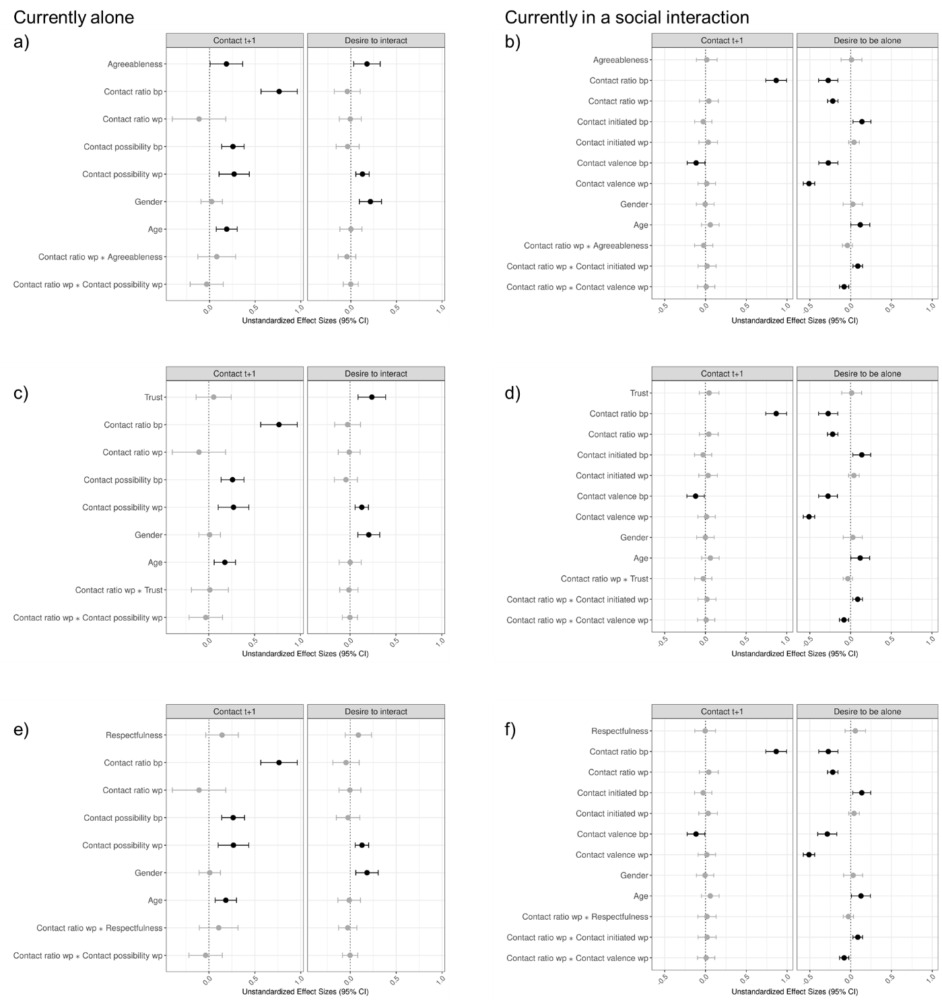 Currently alone
Currently in a social interaction
a)
Contact t+1
Desire to interact
Agreeableness
Contact ratio bp
Contact ratio wp
Contact possibility bp
Contact possibility wp
Gender
Age
Contact ratio wp * Agreeableness
Contact ratio wp * Contact possibility wp
0.0 0.5 1.0 0.0 0.5 1.0
Unstandardized Effect Sizes (95% CI)
b)
Contact t+1
Desire to be alone
Agreeableness
Contact ratio bp
Contact ratio wp
Contact initiated bp
Contact initiated wp
Contact valence bp
Contact valence wp
Gender
Age
Contact ratio wp * Agreeableness
Contact ratio wp * Contact initiated wp
Contact ratio wp * Contact valence wp
-0.5 0.0 0.5 1.0 -0.5 0.0 0.5 1.0
Unstandardized Effect Sizes (95% CI)
c)
Contact t+1
Desire to interact
Trust
Contact ratio bp
Contact ratio wp
Contact possibility bp
Contact possibility wp
Gender
Age
Contact ratio wp * Trust
Contact ratio wp * Contact possibility wp
0.0 0.5 1.0 0.0 0.5 1.0
Unstandardized Effect Sizes (95% CI)
d)
Contact t+1
Desire to be alone
Trust
Contact ratio bp
Contact ratio wp
Contact initiated bp
Contact initiated wp
Contact valence bp
Contact valence wp
Gender
Age
Contact ratio wp * Trust
Contact ratio wp * Contact initiated wp
Contact ratio wp * Contact valence wp
-0.5 0.0 0.5 1.0 -0.5 0.0 0.5 1.0
Unstandardized Effect Sizes (95% CI)
e)
Contact t+1
Desire to interact
Respectfulness
Contact ratio bp
Contact ratio wp
Contact possibility bp
Contact possibility wp
Gender
Age
Contact ratio wp * Respectfulness
Contact ratio wp * Contact possibility wp
0.0 0.5 1.0 0.0 0.5 1.0
Unstandardized Effect Sizes (95% CI)
f)
Contact t+1
Desire to be alone
Respectfulness
Contact ratio bp
Contact ratio wp
Contact initiated bp
Contact initiated wp
Contact valence bp
Contact valence wp
Gender
Age
Contact ratio wp * Respectfulness
Contact ratio wp * Contact initiated wp
Contact ratio wp * Contact valence wp
-0.5 0.0 0.5 1.0 -0.5 0.0 0.5 1.0
Unstandardized Effect Sizes (95% CI)